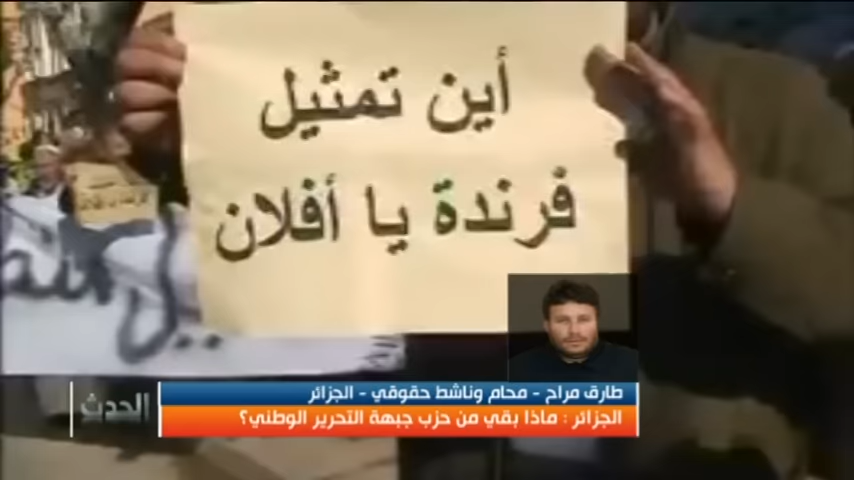 أين تمثيل
فرندة يا أفلان
طارق مراح - محام وناشط حقوقي - الجزائر
الحدث
الجزائر : ماذا بقي من حزب جبهة التحرير الوطني؟